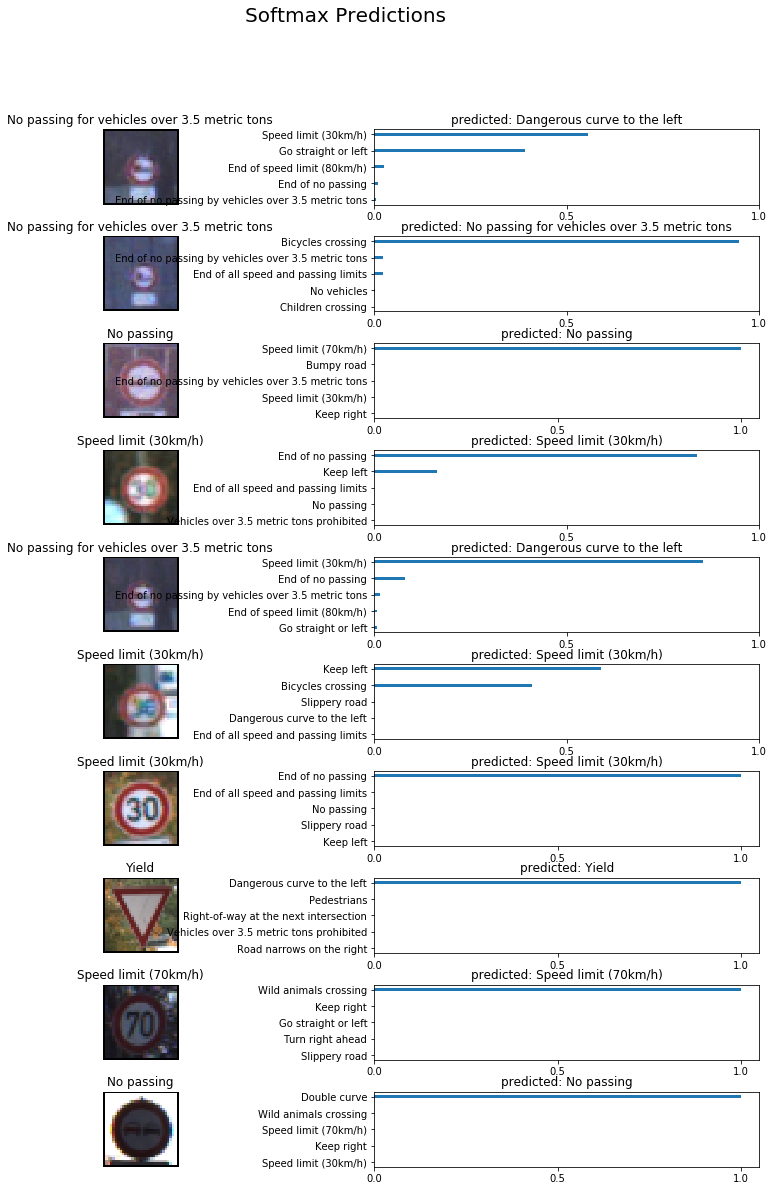 Softmax Predictions
No passing for vehicles over 3.5 metric tons
predicted: Dangerous curve to the left
Speed limit (30km/h)
Go straight or left
End of speed limit (80km/h)
End of no passing
End of no passing by vehicles over 3.5 metric tons
0.0 0.5 1.0
No passing for vehicles over 3.5 metric tons
predicted: No passing for vehicles over 3.5 metric tons
Bicycles crossing
End of no passing by vehicles over 3.5 metric tons
End of all speed and passing limits
No vehicles
Children crossing
0.0 0.5 1.0
No passing
predicted: No passing
Speed limit (70km/h)
Bumpy road
End of no passing by vehicles over 3.5 metric tons
Speed limit (30km/h)
Keep right
0.0 0.5 1.0
Speed limit (30km/h)
predicted: Speed limit (30km/h)
30
End of no passing
Keep left
End of all speed and passing limits
No passing
Vehicles over 3.5 metric tons prohibited
0.0 0.5 1.0
No passing for vehicles over 3.5 metric tons
predicted: Dangerous curve to the left
Speed limit (30km/h)
End of no passing
End of no passing by vehicles over 3.5 metric tons
End of speed limit (80km/h)
Go straight or left
0.0 0.5 1.0
Speed limit (30km/h)
predicted: Speed limit (30km/h)
Keep left
Bicycles crossing
Slippery road
Dangerous curve to the left
End of all speed and passing limits
0.0 0.5 1.0
Speed limit (30km/h)
predicted: Speed limit (30km/h)
30
End of no passing
End of all speed and passing limits
No passing
Slippery road
Keep left
0.0 0.5 1.0
Yield
predicted: Yield
Dangerous curve to the left
Pedestrians
Right-of-way at the next intersection
Vehicles over 3.5 metric tons prohibited
Road narrows on the right
0.0 0.5 1.0
Speed limit (70km/h)
predicted: Speed limit (70km/h)
70
Wild animals crossing
Keep right
Go straight or left
Turn right ahead
Slippery road
0.0 0.5 1.0
No passing
predicted: No passing
Double curve
Wild animals crossing
Speed limit (70km/h)
Keep right
Speed limit (30km/h)
0.0 0.5 1.0